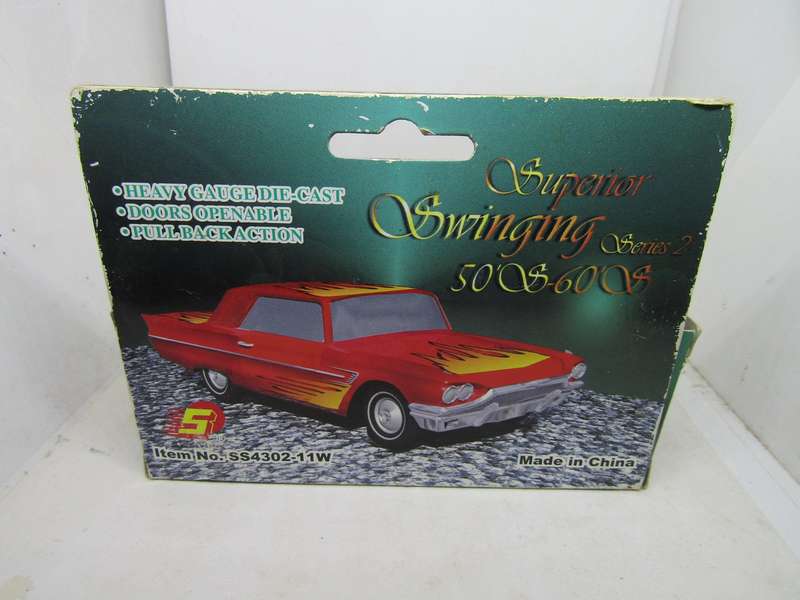 • HEAVY GAUGE DIE-CAST
• DOORS OPENABLE
• PULL BACK ACTION
Superior
Swinging Series 2
50'S-60'S
S
Item No. SS4302-11W
Made in China